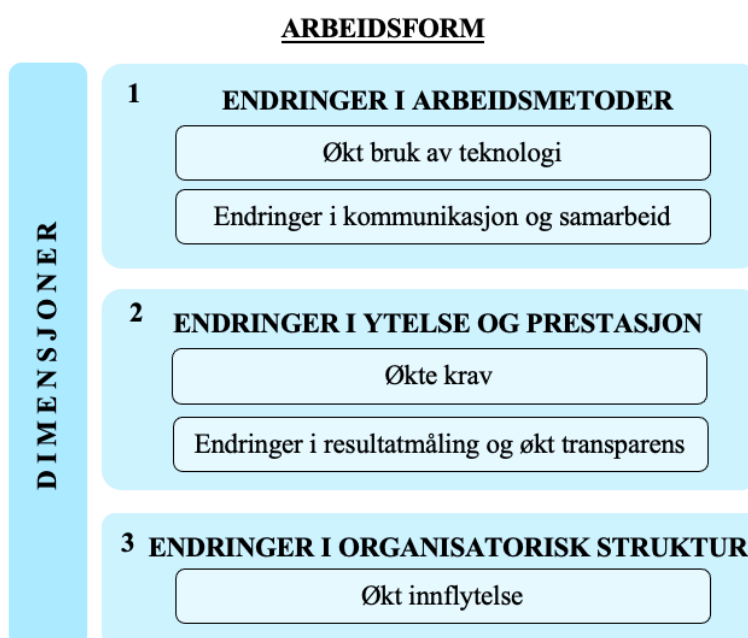 ARBEIDSFORM
DIMENSJONER
1
ENDRINGER I ARBEIDSMETODER
Økt bruk av teknologi
Endringer i kommunikasjon og samarbeid
2
ENDRINGER I YTELSE OG PRESTASJON
Økte krav
Endringer i resultatmåling og økt transparens
3 ENDRINGER I ORGANISATORISK STRUKTUR
Økt innflytelse